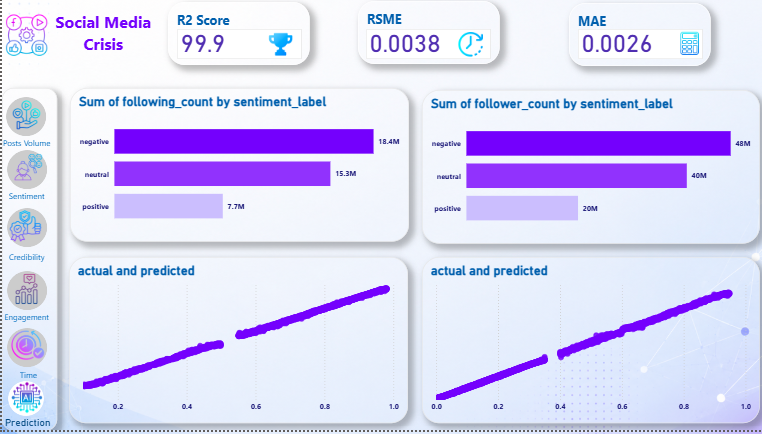 Social Media
Crisis
R2 Score
99.9
RSME
0.0038
MAE
0.0026
Posts Volume
Sentiment
Credibility
Engagement
Time
AI
Prediction
Sum of following_count by sentiment_label
negative 18.4M
neutral 15.3M
positive 7.7M
Sum of follower_count by sentiment_label
negative 48M
neutral 40M
positive 20M
actual and predicted
0.2 0.4 0.6 0.8 1.0
actual and predicted
0.0 0.2 0.4 0.6 0.8 1.0